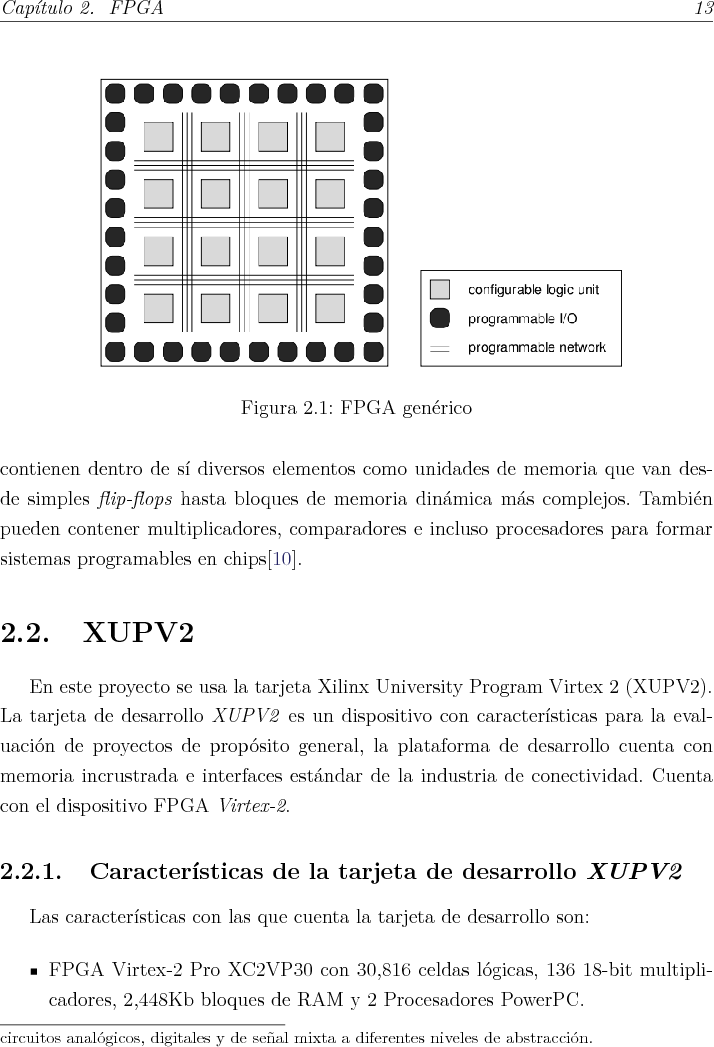 Capítulo 2. FPGA 13
configurable logic unit
programmable I/O
programmable network
Figura 2.1: FPGA genérico
contienen dentro de sí diversos elementos como unidades de memoria que van des-
de simples flip-flops hasta bloques de memoria dinámica más complejos. También
pueden contener multiplicadores, comparadores e incluso procesadores para formar
sistemas programables en chips[10].
2.2. XUPV2
En este proyecto se usa la tarjeta Xilinx University Program Virtex 2 (XUPV2).
La tarjeta de desarrollo XUPV2 es un dispositivo con características para la eval-
uación de proyectos de propósito general, la plataforma de desarrollo cuenta con
memoria incrustrada e interfaces estándar de la industria de conectividad. Cuenta
con el dispositivo FPGA Virtex-2.
2.2.1. Características de la tarjeta de desarrollo XUPV2
Las características con las que cuenta la tarjeta de desarrollo son:
▪ FPGA Virtex-2 Pro XC2VP30 con 30,816 celdas lógicas, 136 18-bit multipli-
cadores, 2,448Kb bloques de RAM y 2 Procesadores PowerPC.
circuitos analógicos, digitales y de señal mixta a diferentes niveles de abstracción.